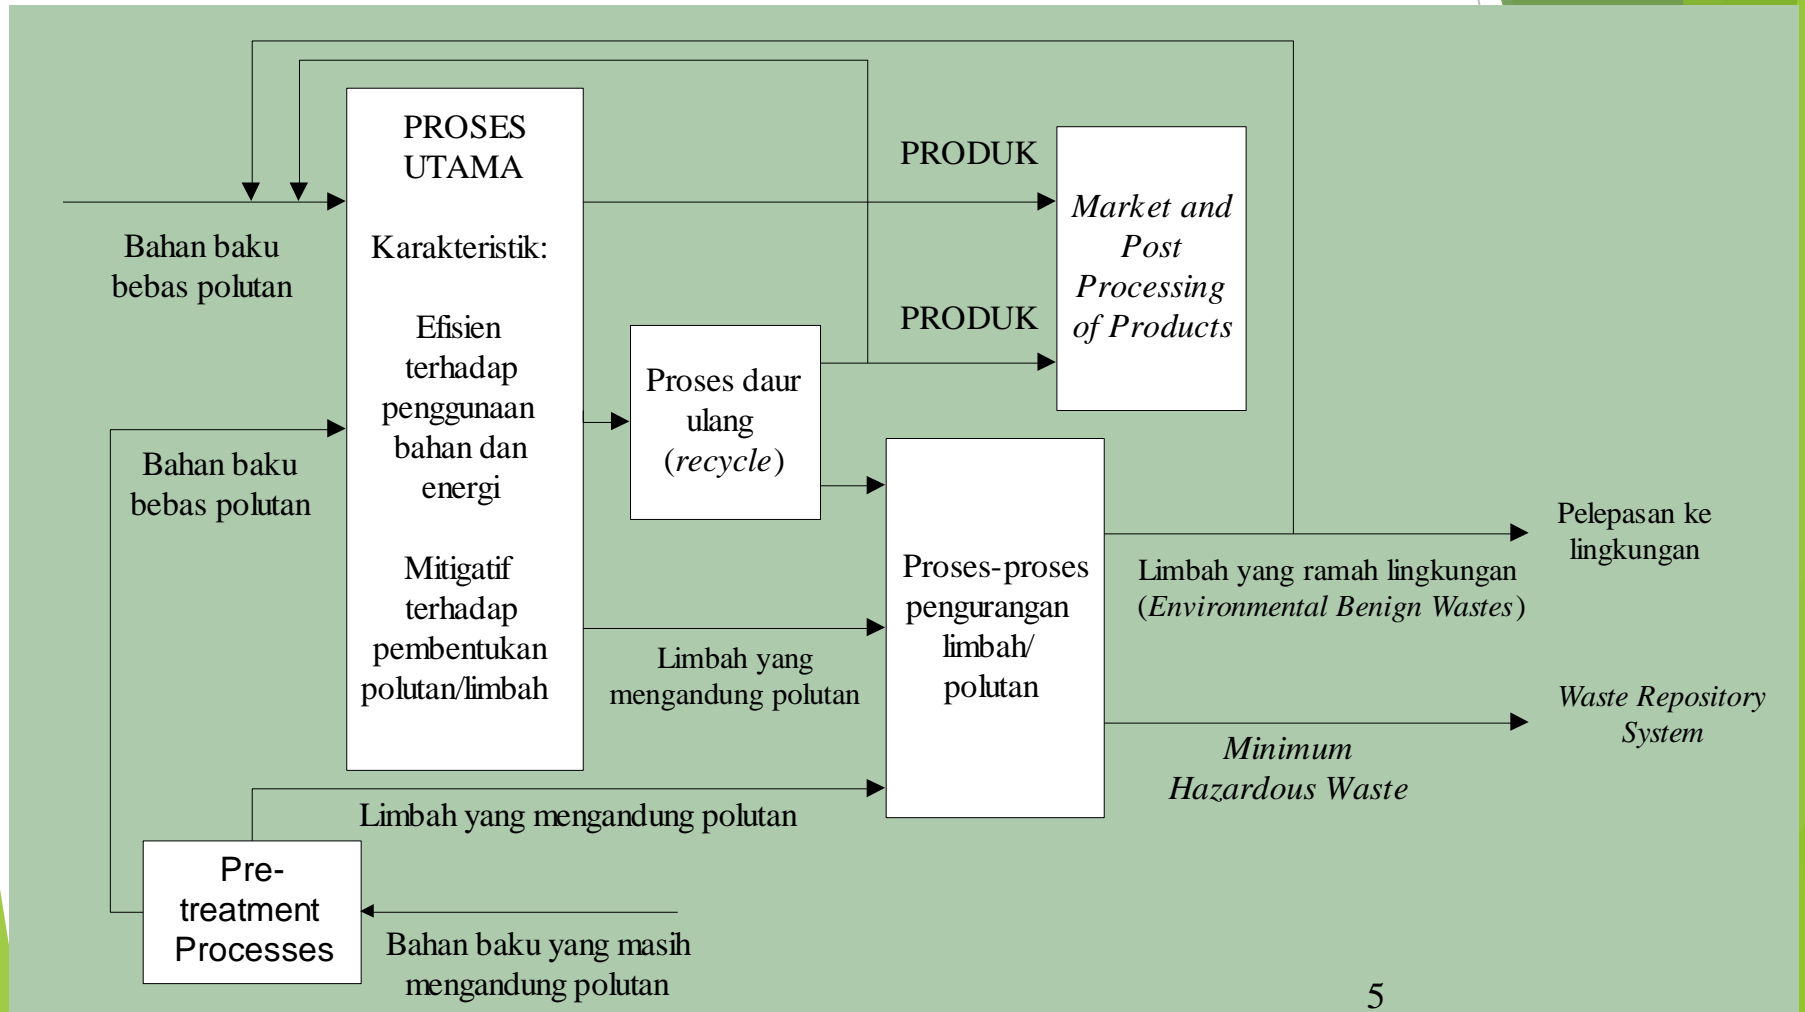 PROSES
UTAMA
Karakteristik:
Efisien
terhadap
penggunaan
bahan dan
energi
Mitigatif
terhadap
pembentukan
polutan/limbah
Bahan baku
bebas polutan
Bahan baku
bebas polutan
PRODUK
PRODUK
Market and
Post
Processing
of Products
Proses daur
ulang
(recycle)
Proses-proses
pengurangan
limbah/
polutan
Limbah yang
mengandung polutan
Limbah yang mengandung polutan
Limbah yang ramah lingkungan
(Environmental Benign Wastes)
Pelepasan ke
lingkungan
Minimum
Hazardous Waste
Waste Repository
System
Pre-
treatment
Processes
Bahan baku yang masih
mengandung polutan
5